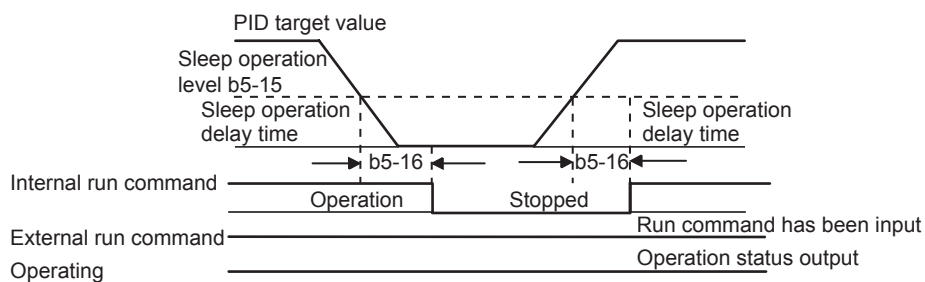 PID target value
Sleep operation
level b5-15
Sleep operation
delay time
Sleep operation
delay time
b5-16
b5-16
Internal run command
Operation
Stopped
Run command has been input
External run command
Operation status output
Operating